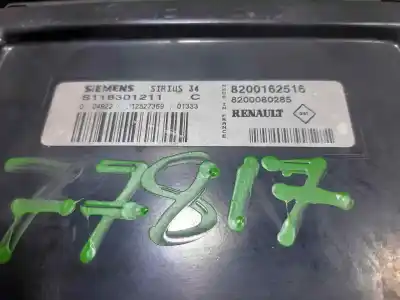 SIEMENS SIRIUS 34
S118301211 C
8200162516
8200080285
RENAULT
77817